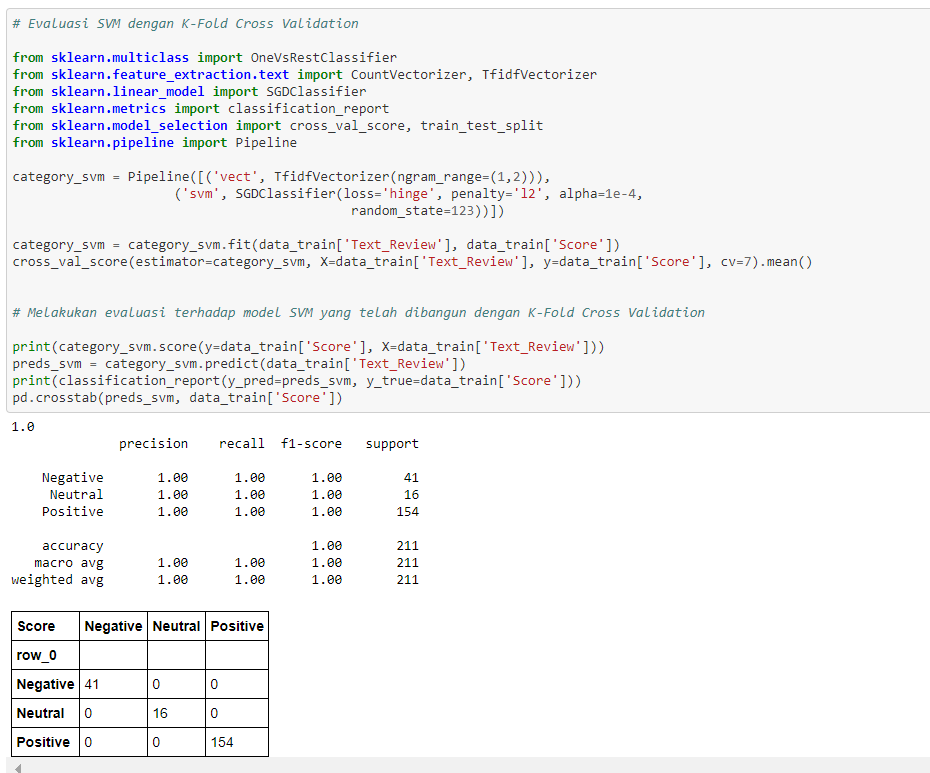 # Evaluasi SVM dengan K-Fold Cross Validation
from sklearn.multiclass import OneVsRestClassifier
from sklearn.feature_extraction.text import CountVectorizer, TfidfVectorizer
from sklearn.linear_model import SGDClassifier
from sklearn.metrics import classification_report
from sklearn.model_selection import cross_val_score, train_test_split
from sklearn.pipeline import Pipeline
category_svm = Pipeline([('vect', TfidfVectorizer(ngram_range=(1,2))),
('svm', SGDClassifier(loss='hinge', penalty='l2', alpha=1e-4,
random_state=123))])
category_svm = category_svm.fit(data_train['Text_Review'], data_train['Score'])
cross_val_score(estimator=category_svm, X=data_train['Text_Review'], y=data_train['Score'], cv=7).mean()
# Melakukan evaluasi terhadap model SVM yang telah dibangun dengan K-Fold Cross Validation
print(category_svm.score(y=data_train['Score'], X=data_train['Text_Review']))
preds_svm = category_svm.predict(data_train['Text_Review'])
print(classification_report(y_pred=preds_svm, y_true=data_train['Score']))
pd.crosstab(preds_svm, data_train['Score'])
1.0
precision recall f1-score support
Negative 1.00 1.00 1.00 41
Neutral 1.00 1.00 1.00 16
Positive 1.00 1.00 1.00 154
accuracy 1.00 211
macro avg 1.00 1.00 1.00 211
weighted avg 1.00 1.00 1.00 211
Score Negative Neutral Positive
row_0
Negative 41 0 0
Neutral 0 16 0
Positive 0 0 154